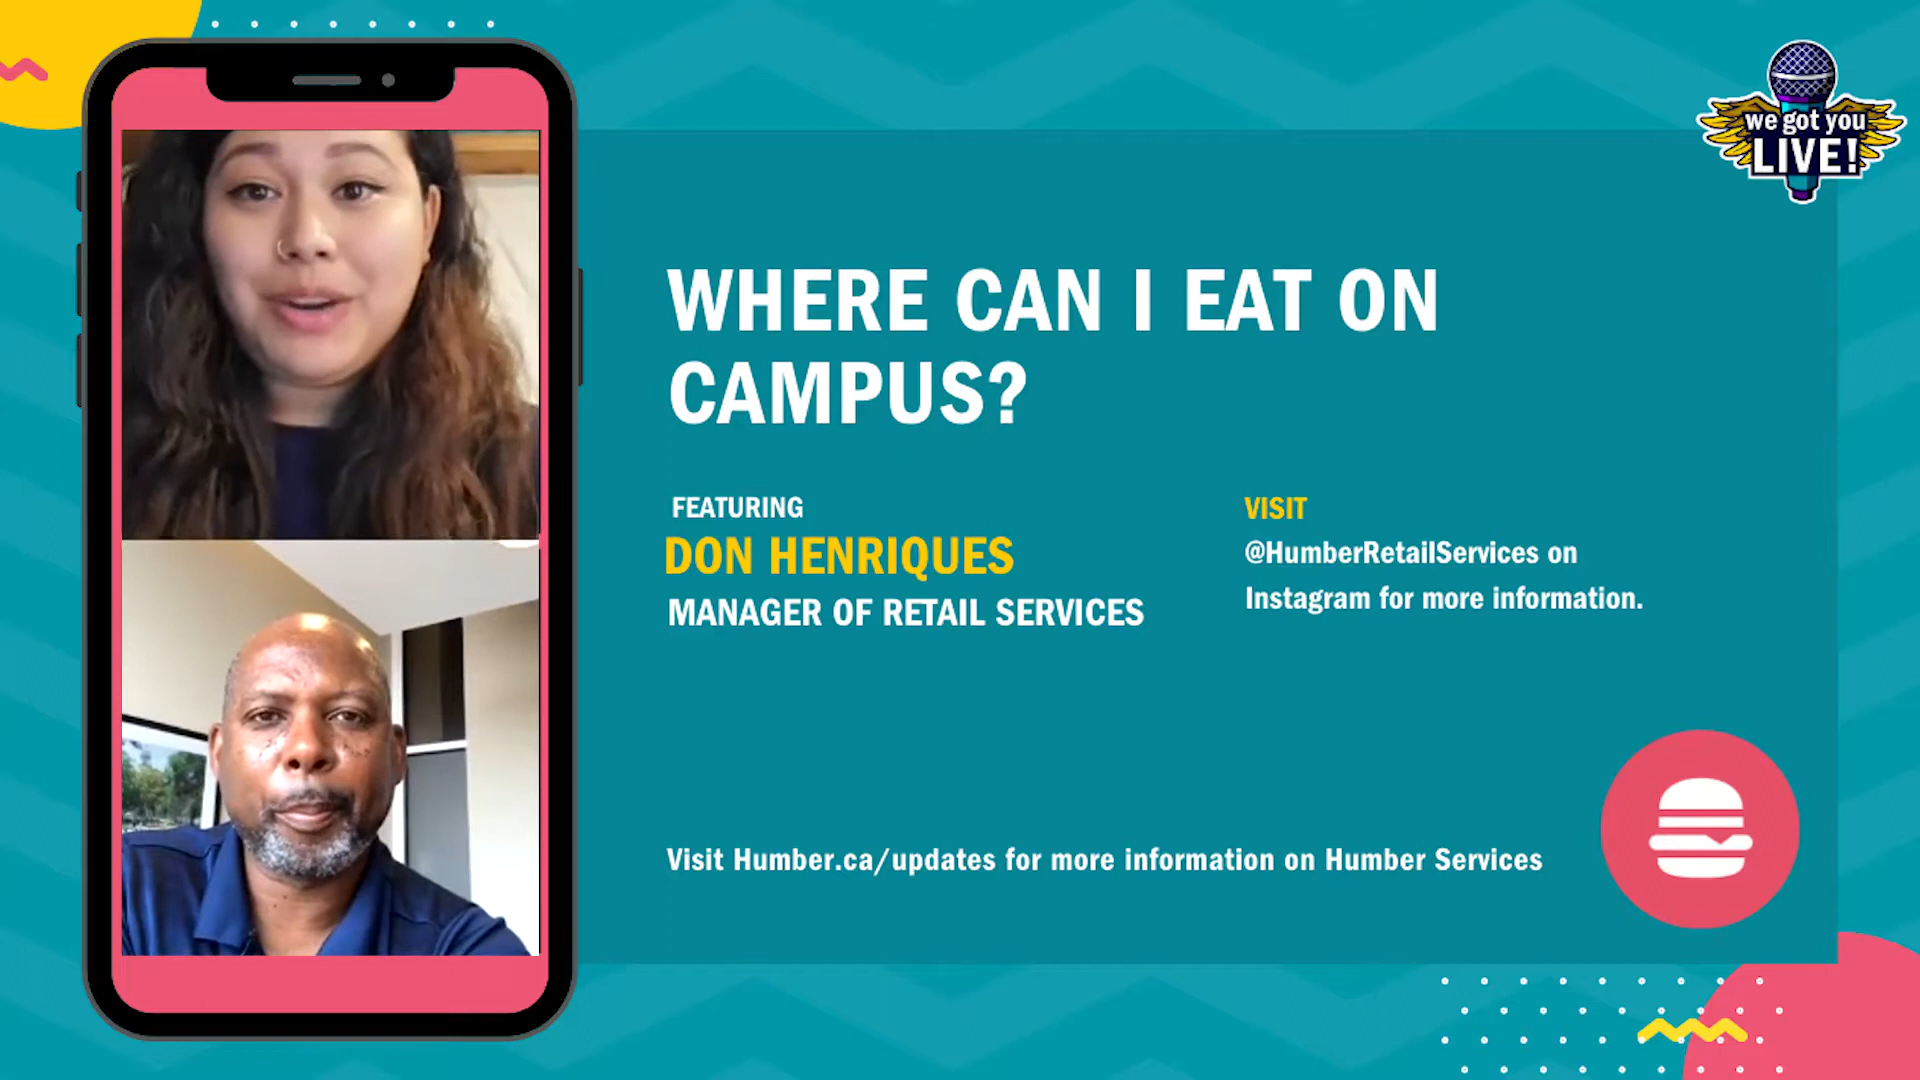 we got you
LIVE!
WHERE CAN I EAT ON
CAMPUS?
FEATURING
DON HENRIQUES
MANAGER OF RETAIL SERVICES
VISIT
@HumberRetailServices on
Instagram for more information.
Visit Humber.ca/updates for more information on Humber Services